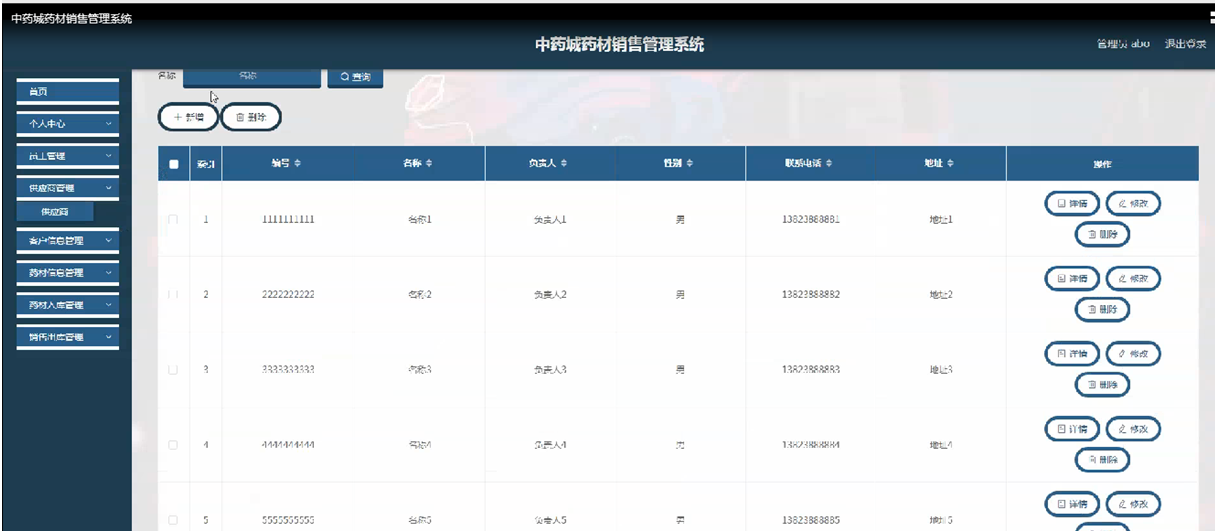 中药城药材销售管理系统
中药城药材销售管理系统
管理员 abo 退出登录
首页
个人中心
员工管理
供应商管理
供应商
客户信息管理
药材信息管理
药材入库管理
销售出库管理
名称 名称 查询
新增 删除
索引 编号 名称 负责人 性别 联系电话 地址 操作
1 1111111111 名称1 负责人1 男 13823888881 地址1 详情 修改
删除
2 2222222222 名称2 负责人2 男 13823888882 地址2 详情 修改
删除
3 3333333333 名称3 负责人3 男 13823888883 地址3 详情 修改
删除
4 4444444444 名称4 负责人4 男 13823888884 地址4 详情 修改
删除
5 5555555555 名称5 负责人5 男 13823888885 地址5 详情 修改